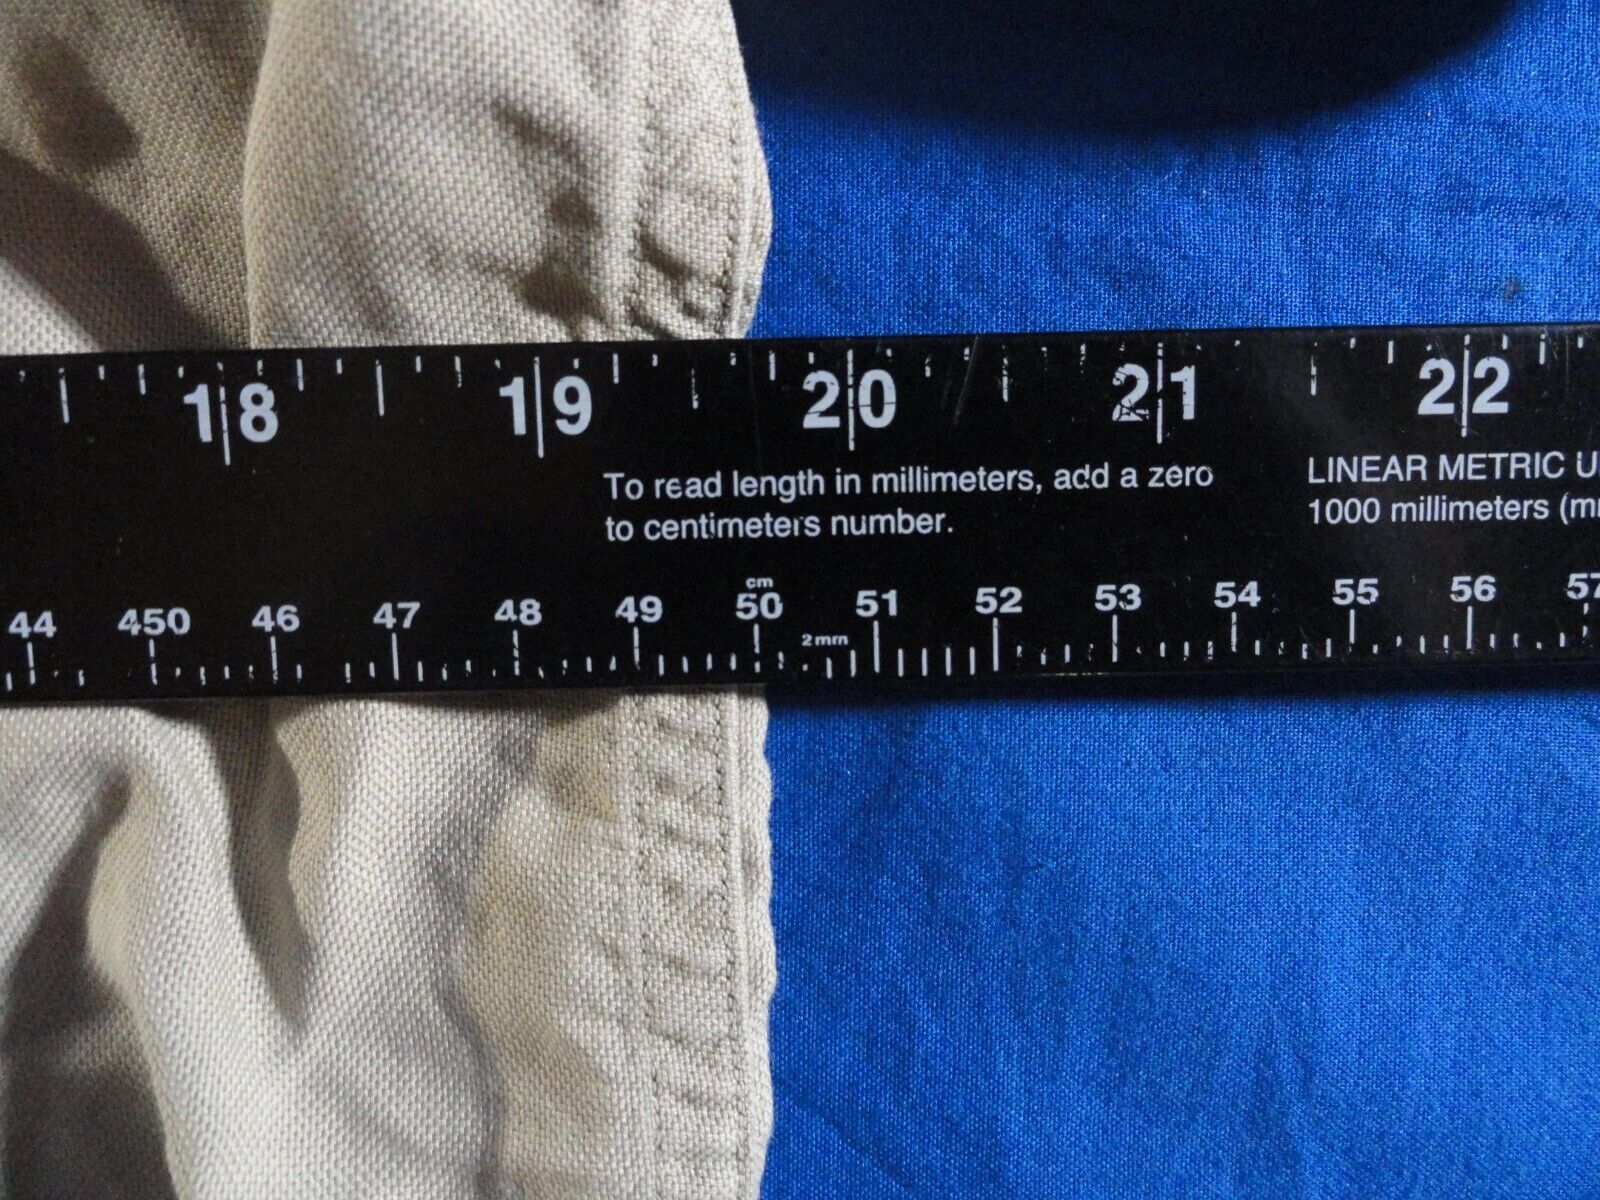 18 19 20 21 22
To read length in millimeters, add a zero
to centimeters number.
LINEAR METRIC U
1000 millimeters (m
cm
44 450 46 47 48 49 50 51 52 53 54 55 56 57
2mm